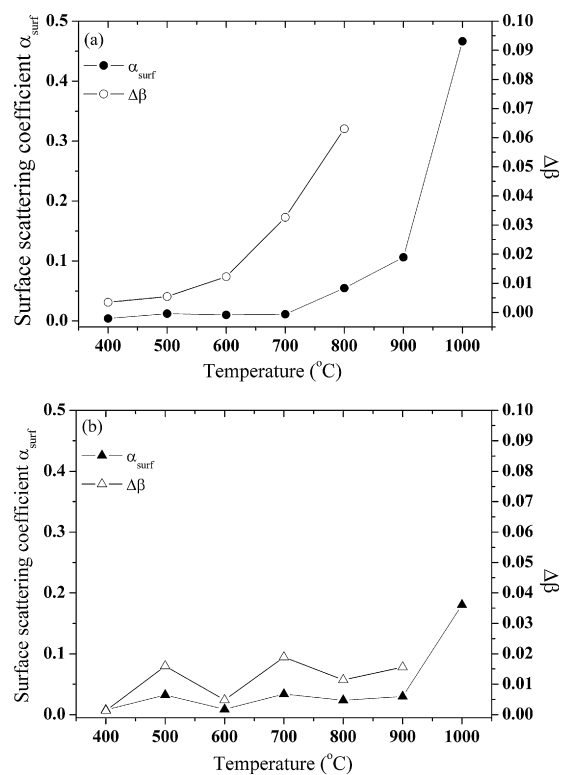 (a)
α_surf
Δβ
0.5
0.4
0.3
0.2
0.1
0.0
Surface scattering coefficient α_surf
0.10
0.09
0.08
0.07
0.06
0.05
0.04
0.03
0.02
0.01
0.00
Δβ
400 500 600 700 800 900 1000
Temperature (°C)
(b)
α_surf
Δβ
0.5
0.4
0.3
0.2
0.1
0.0
Surface scattering coefficient α_surf
0.10
0.09
0.08
0.07
0.06
0.05
0.04
0.03
0.02
0.01
0.00
Δβ
400 500 600 700 800 900 1000
Temperature (°C)